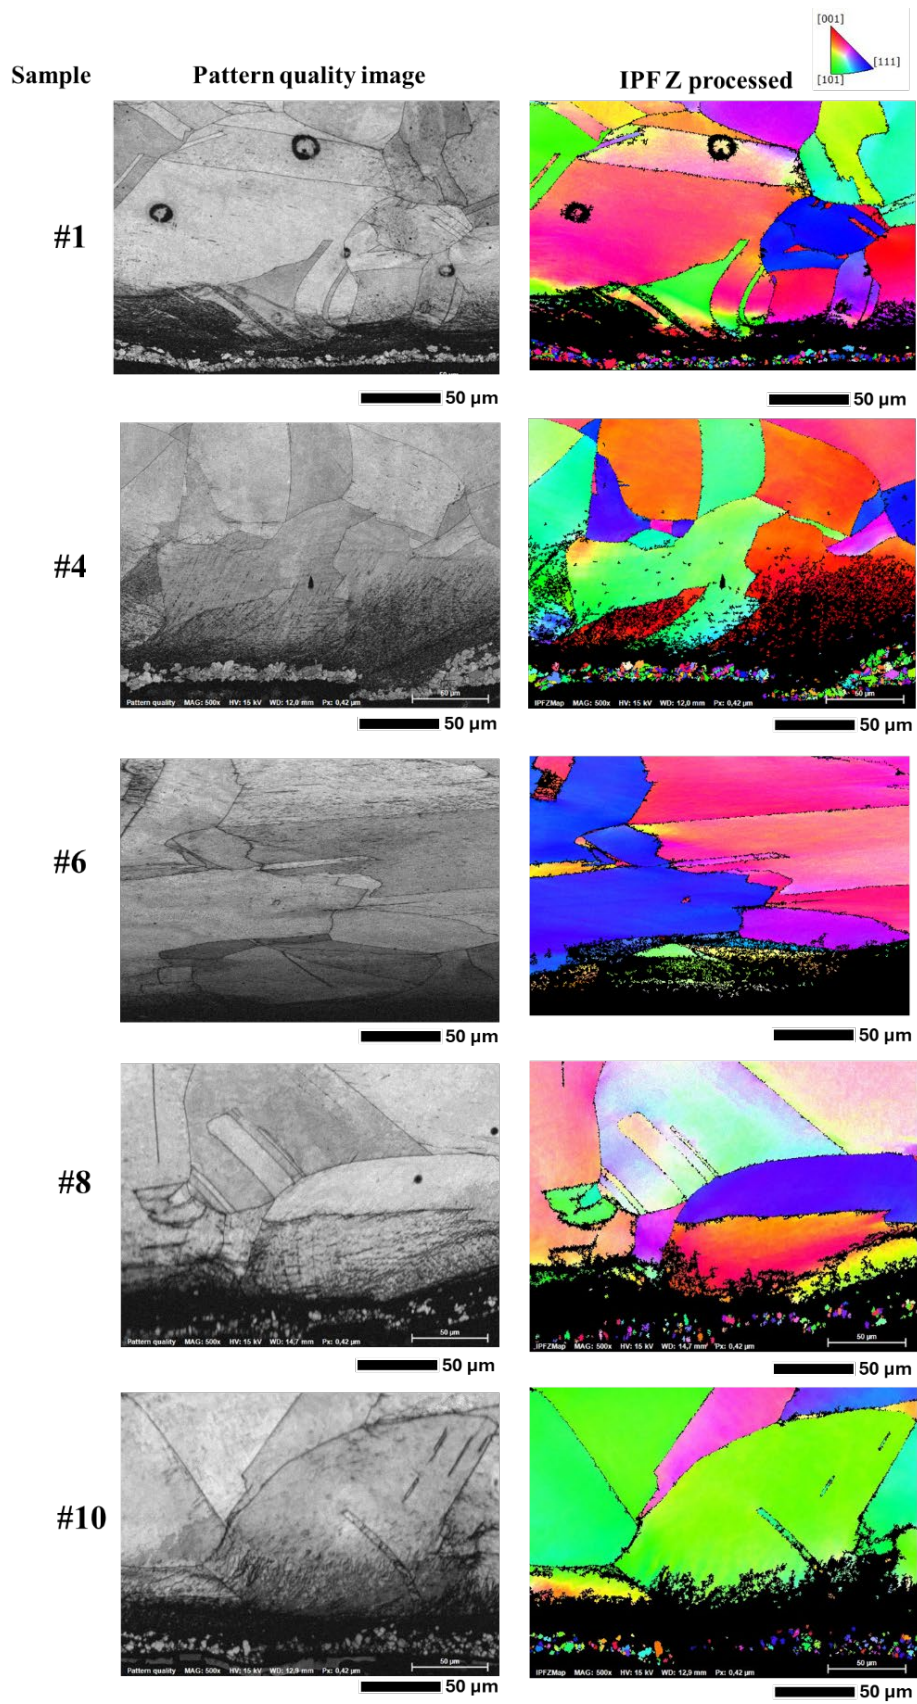 [001]
[111]
[101]
Sample Pattern quality image IPF Z processed
#1
50 µm 50 µm
#4
Pattern quality MAG: 500x HV: 15 kV WD: 12,0 mm Px: 0,42 µm
IPFZMap MAG: 500x HV: 15 kV WD: 12,0 mm Px: 0,42 µm 50 µm
50 µm 50 µm
#6
50 µm 50 µm
#8
Pattern quality MAG: 500x HV: 15 kV WD: 14,7 mm Px: 0,42 µm 50 µm
IPFZMap MAG: 500x HV: 15 kV WD: 14,7 mm Px: 0,42 µm 50 µm
50 µm 50 µm
#10
Pattern quality MAG: 500x HV: 15 kV WD: 12,9 mm Px: 0,42 µm 50 µm
IPFZMap MAG: 500x HV: 15 kV WD: 12,9 mm Px: 0,42 µm 50 µm
50 µm 50 µm